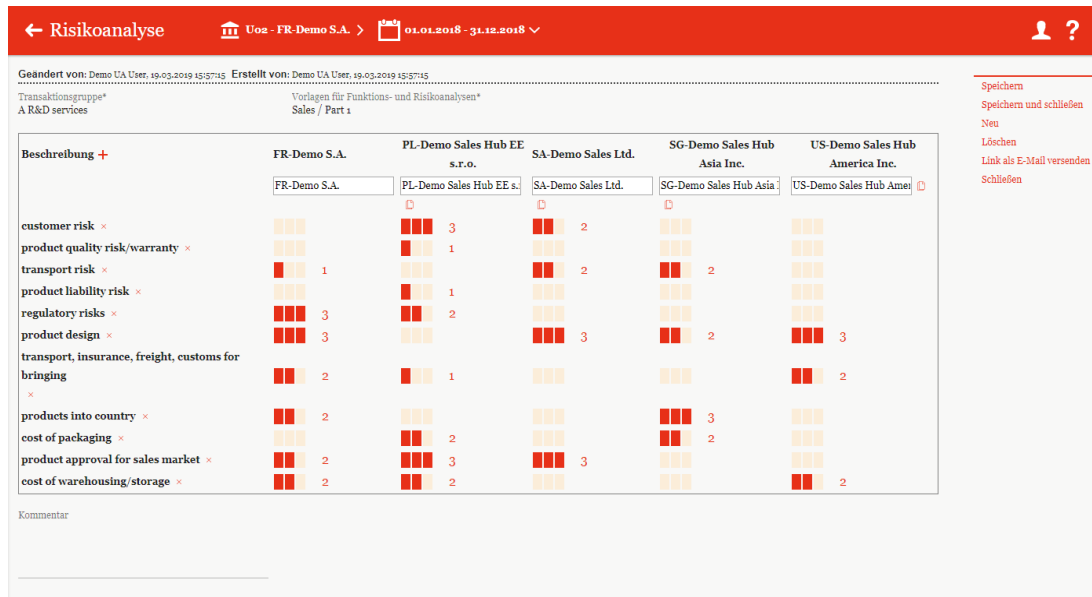 Risikoanalyse U02 - FR-Demo S.A. > 01.01.2018 - 31.12.2018 ?
Geändert von: Demo UA User, 19.03.2019 15:57:15 Erstellt von: Demo UA User, 19.03.2019 15:57:15
Transaktionsgruppe* Vorlagen für Funktions- und Risikoanalysen*
A R&D services Sales / Part 1
Speichern
Speichern und schließen
Neu
Löschen
Link als E-Mail versenden
Schließen
Beschreibung + FR-Demo S.A. PL-Demo Sales Hub EE s.r.o. SA-Demo Sales Ltd. SG-Demo Sales Hub Asia Inc. US-Demo Sales Hub America Inc.
FR-Demo S.A. PL-Demo Sales Hub EE s. SA-Demo Sales Ltd. SG-Demo Sales Hub Asia US-Demo Sales Hub Amer
customer risk × 3 2
product quality risk/warranty × 1
transport risk × 1 2 2
product liability risk × 1
regulatory risks × 3 2
product design × 3 3 2 3
transport, insurance, freight, customs for
bringing 2 1 2
×
products into country × 2 3
cost of packaging × 2 2
product approval for sales market × 2 3 3
cost of warehousing/storage × 2 2 2
Kommentar